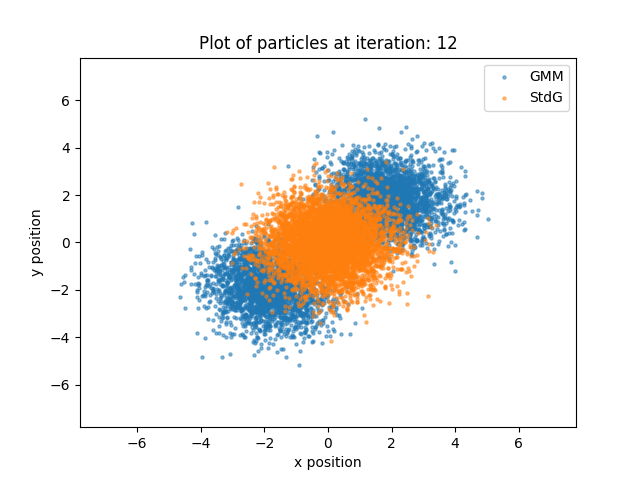 Plot of particles at iteration: 12
GMM
StdG
6
4
2
0
−2
−4
−6
y position
−6 −4 −2 0 2 4 6
x position